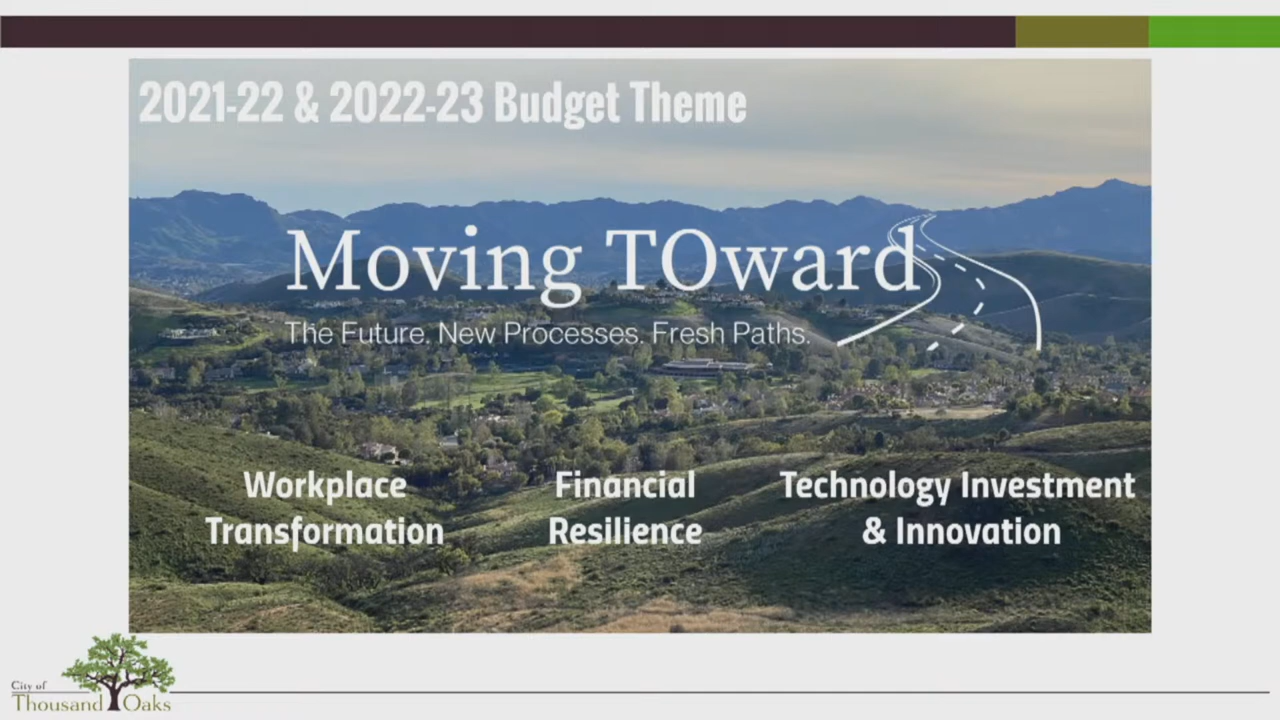 2021-22 & 2022-23 Budget Theme
Moving TOward
The Future. New Processes. Fresh Paths.
Workplace
Transformation
Financial
Resilience
Technology Investment
& Innovation
City of
Thousand Oaks